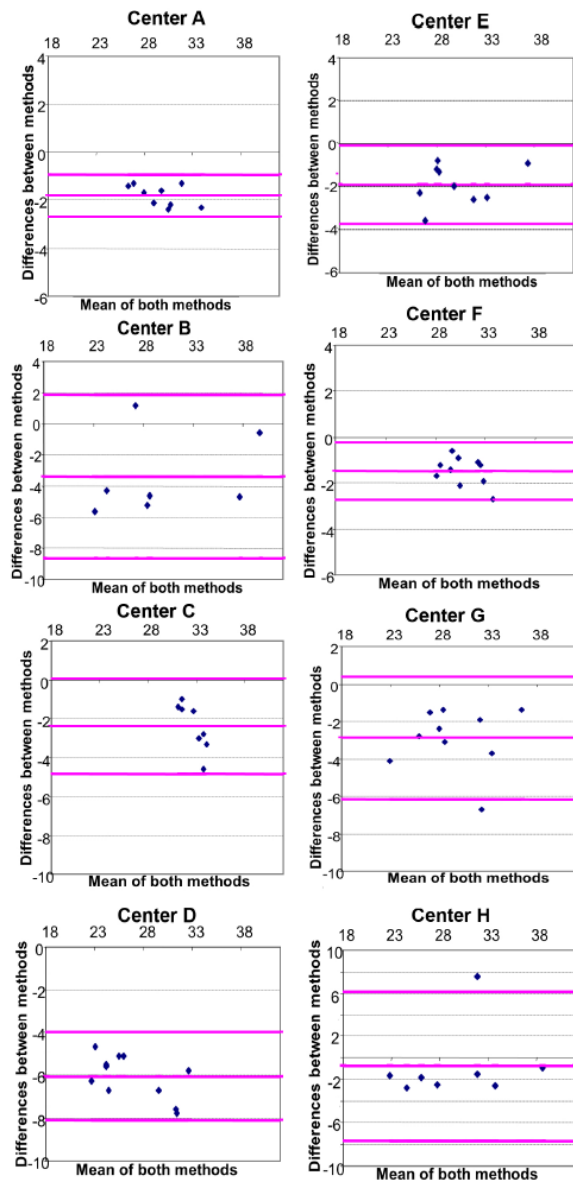 Center A
18 23 28 33 38
4
2
0
-2
-4
-6
Differences between methods
Mean of both methods
Center B
18 23 28 33 38
4
2
0
-2
-4
-6
-8
-10
Differences between methods
Mean of both methods
Center C
18 23 28 33 38
2
0
-2
-4
-6
-8
-10
Differences between methods
Mean of both methods
Center D
18 23 28 33 38
0
-2
-4
-6
-8
-10
Differences between methods
Mean of both methods
Center E
18 23 28 33 38
4
2
0
-2
-4
-6
Differences between methods
Mean of both methods
Center F
18 23 28 33 38
4
2
0
-2
-4
-6
Differences between methods
Mean of both methods
Center G
18 23 28 33 38
2
0
-2
-4
-6
-8
-10
Differences between methods
Mean of both methods
Center H
18 23 28 33 38
10
6
2
-2
-6
-10
Differences between methods
Mean of both methods